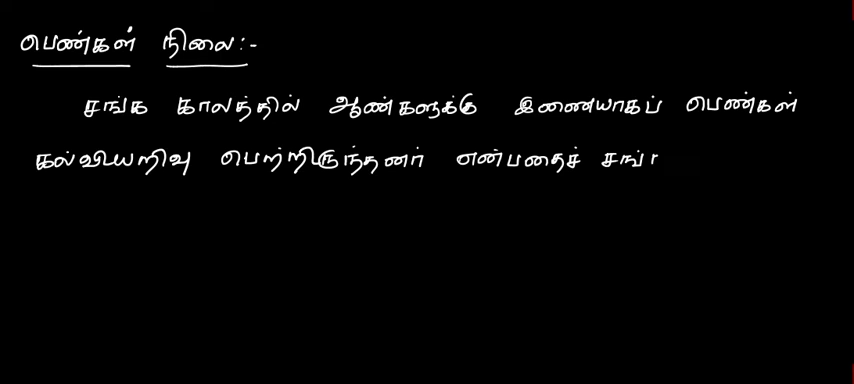 பெண்கள் நிலை:-
சங்க காலத்தில் ஆண்களுக்கு இணையாகப் பெண்கள்
கல்வியறிவு பெற்றிருந்தனர் என்பதைச்